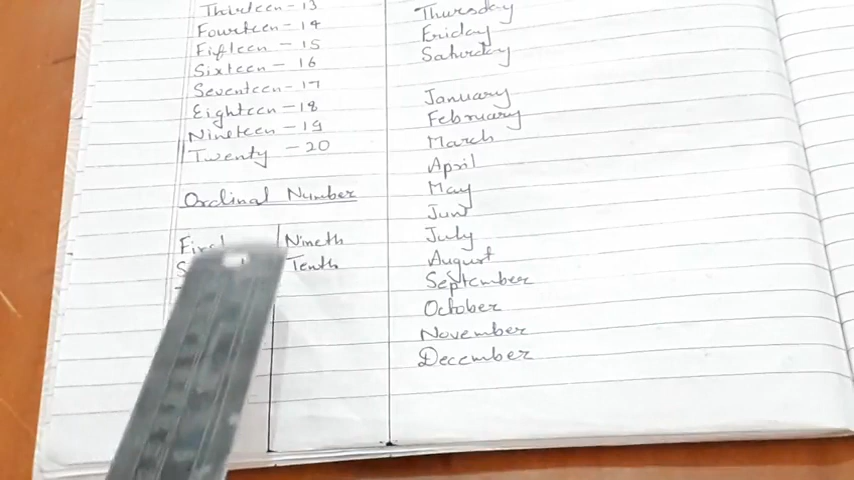 Thirteen - 13
Fourteen - 14
Fifteen - 15
Sixteen - 16
Seventeen - 17
Eighteen - 18
Nineteen - 19
Twenty - 20
Ordinal Number
Nineth
Tenth
Thursday
Friday
Saturday
January
February
March
April
May
June
July
August
September
October
November
December